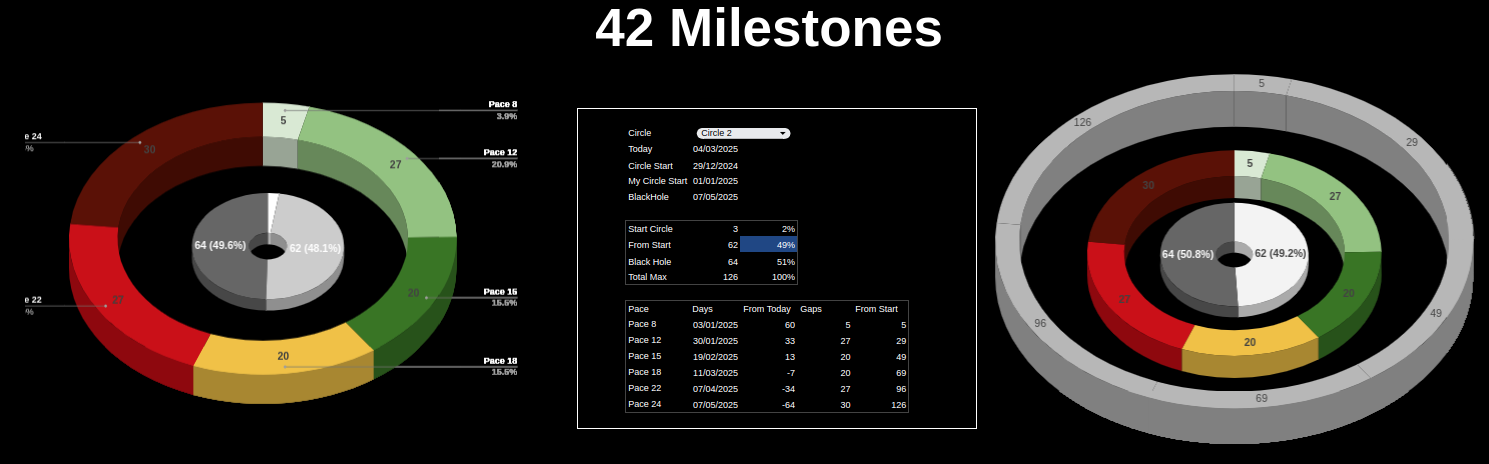 42 Milestones
Pace 8
3.9%
Pace 12
20.9%
Pace 15
15.5%
Pace 18
15.5%
e 22
%
e 24
%
5
27
20
20
27
30
64 (49.6%)
62 (48.1%)
Circle Circle 2
Today 04/03/2025
Circle Start 29/12/2024
My Circle Start 01/01/2025
BlackHole 07/05/2025
Start Circle 3 2%
From Start 62 49%
Black Hole 64 51%
Total Max 126 100%
Pace Days From Today Gaps From Start
Pace 8 03/01/2025 60 5 5
Pace 12 30/01/2025 33 27 29
Pace 15 19/02/2025 13 20 49
Pace 18 11/03/2025 -7 20 69
Pace 22 07/04/2025 -34 27 96
Pace 24 07/05/2025 -64 30 126
5
29
49
69
96
126
5
27
20
20
27
30
64 (50.8%)
62 (49.2%)